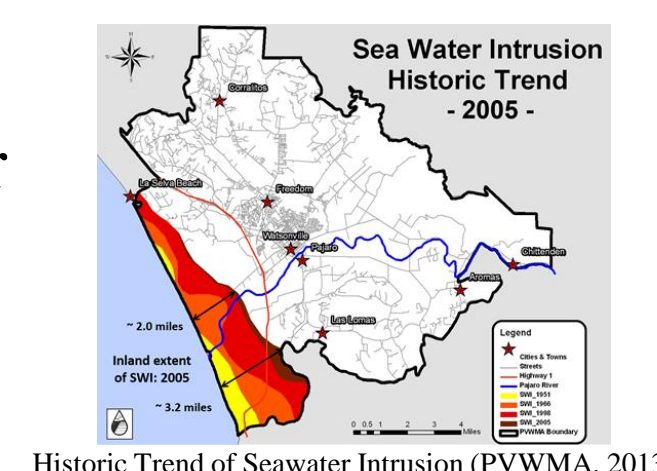 Sea Water Intrusion
Historic Trend
- 2005 -
Corralitos
La Selva Beach
Freedom
Watsonville
Pajaro
Chittenden
Aromas
Las Lomas
~ 2.0 miles
Inland extent
of SWI: 2005
~ 3.2 miles
Legend
Cities & Towns
Streets
Highway 1
Pajaro River
SWI_1951
SWI_1966
SWI_1998
SWI_2005
PVWMA Boundary
0 0.5 1 2 3 4
Miles
Historic Trend of Seawater Intrusion (PVWMA, 2013